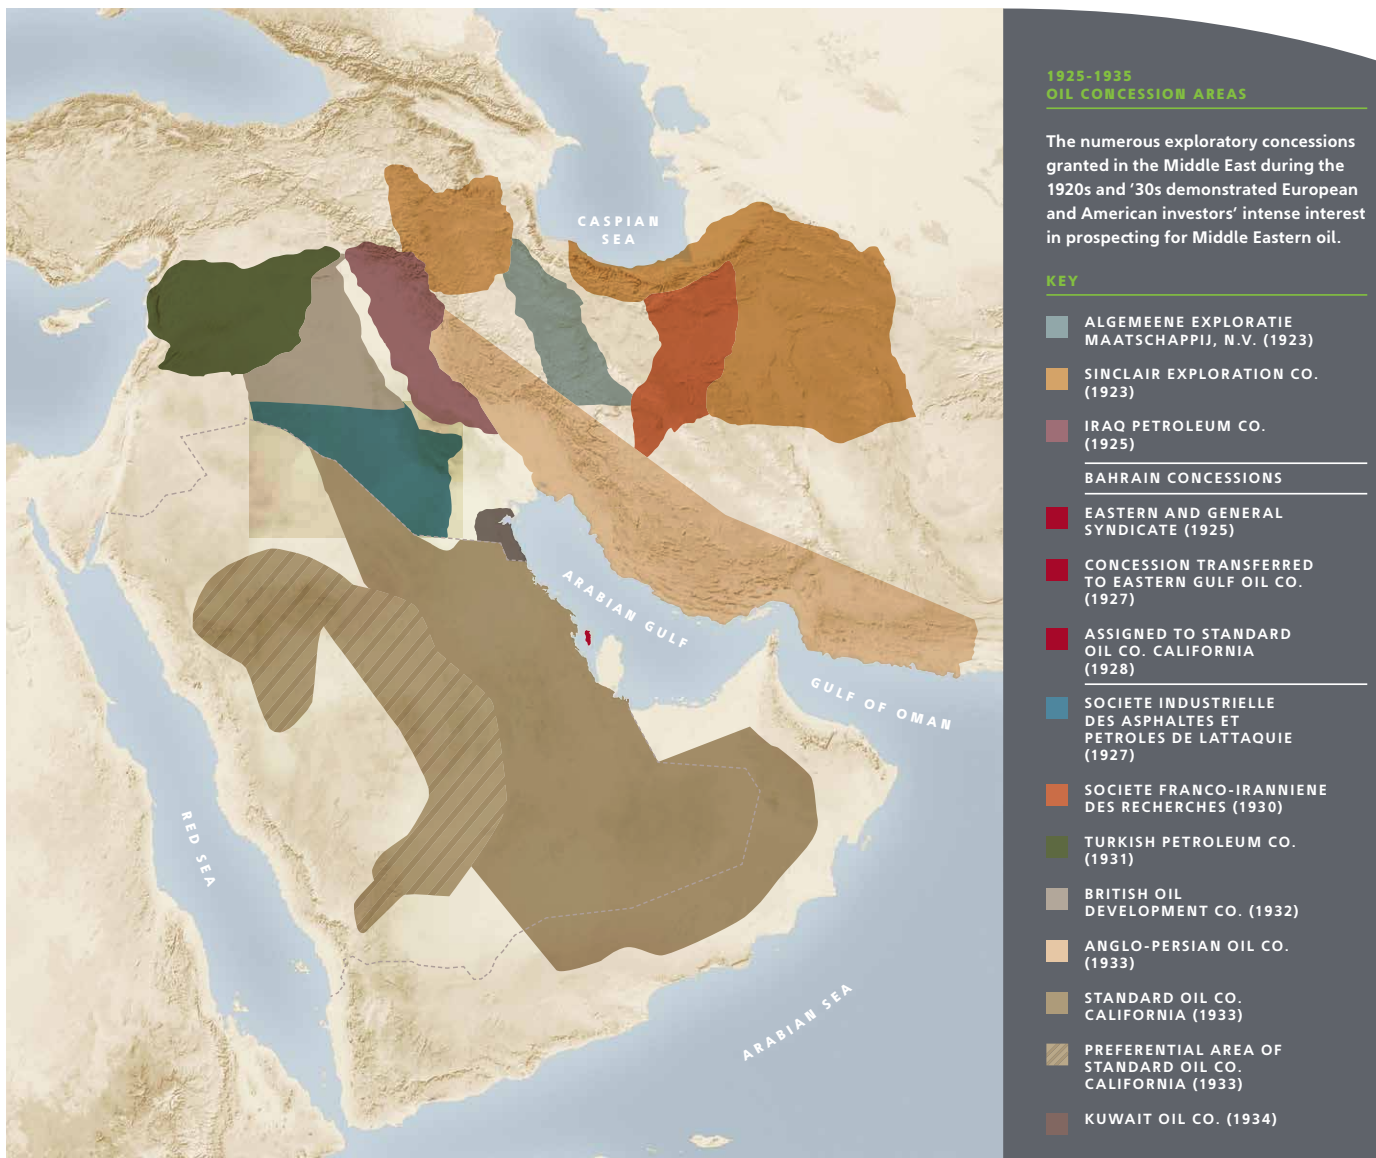 CASPIAN
SEA
ARABIAN GULF
GULF OF OMAN
RED SEA
ARABIAN SEA
1925-1935
OIL CONCESSION AREAS
The numerous exploratory concessions
granted in the Middle East during the
1920s and ’30s demonstrated European
and American investors’ intense interest
in prospecting for Middle Eastern oil.
KEY
ALGEMEENE EXPLORATIE
MAATSCHAPPIJ, N.V. (1923)
SINCLAIR EXPLORATION CO.
(1923)
IRAQ PETROLEUM CO.
(1925)
BAHRAIN CONCESSIONS
EASTERN AND GENERAL
SYNDICATE (1925)
CONCESSION TRANSFERRED
TO EASTERN GULF OIL CO.
(1927)
ASSIGNED TO STANDARD
OIL CO. CALIFORNIA
(1928)
SOCIETE INDUSTRIELLE
DES ASPHALTES ET
PETROLES DE LATTAQUIE
(1927)
SOCIETE FRANCO-IRANNIENE
DES RECHERCHES (1930)
TURKISH PETROLEUM CO.
(1931)
BRITISH OIL
DEVELOPMENT CO. (1932)
ANGLO-PERSIAN OIL CO.
(1933)
STANDARD OIL CO.
CALIFORNIA (1933)
PREFERENTIAL AREA OF
STANDARD OIL CO.
CALIFORNIA (1933)
KUWAIT OIL CO. (1934)